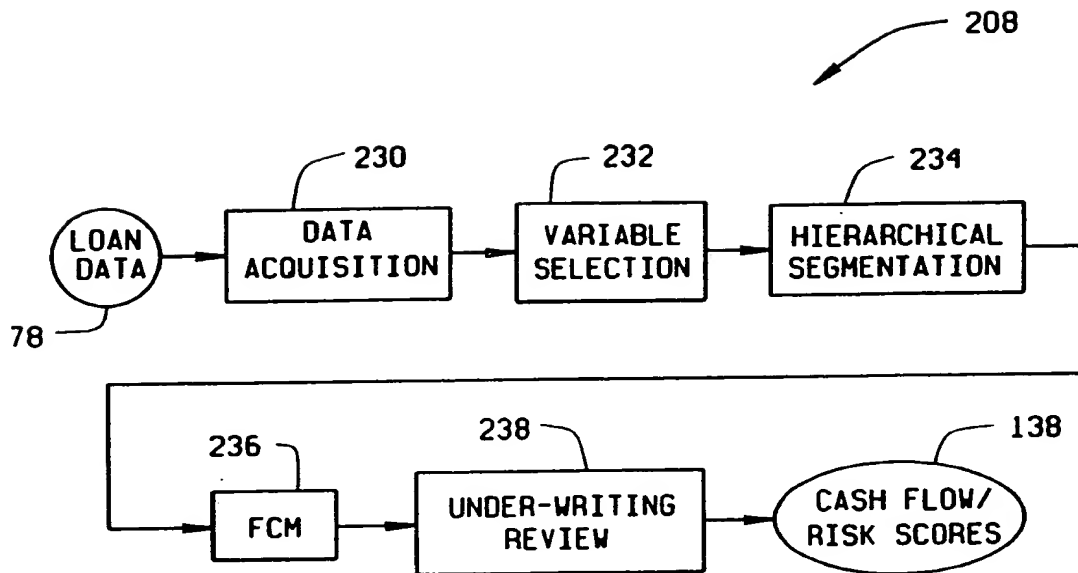 208
230
232
234
LOAN
DATA
DATA
ACQUISITION
VARIABLE
SELECTION
HIERARCHICAL
SEGMENTATION
78
236
238
138
FCM
UNDER-WRITING
REVIEW
CASH FLOW/
RISK SCORES